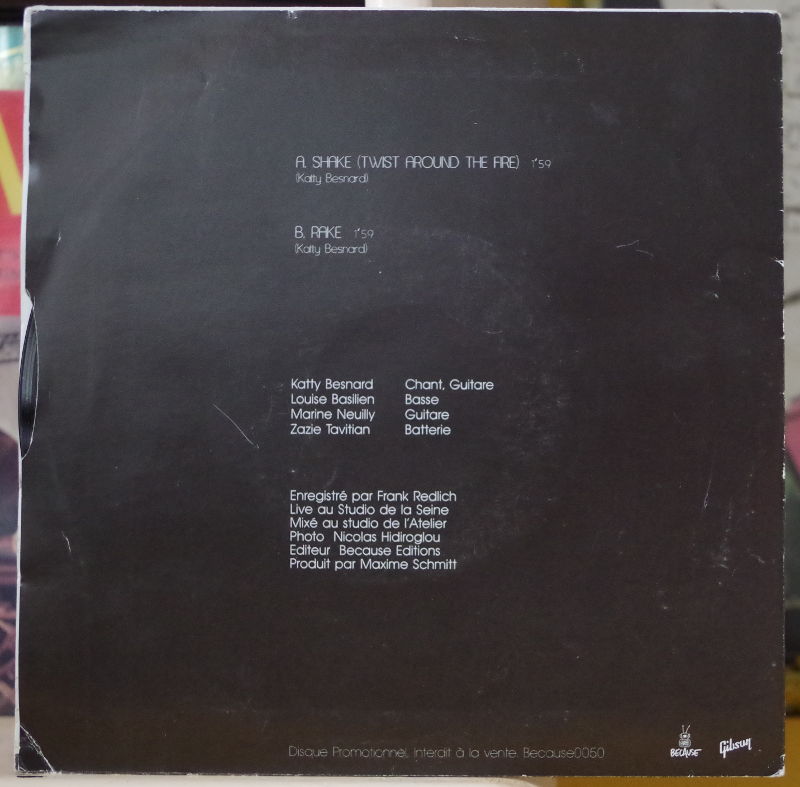 A. SHAKE (TWIST AROUND THE FIRE) 1'59
(Katty Besnard)
B. RAKE 1'59
(Katty Besnard)
Katty Besnard Chant, Guitare
Louise Basilien Basse
Marine Neuilly Guitare
Zazie Tavitian Batterie
Enregistré par Frank Redlich
Live au Studio de la Seine
Mixé au studio de l'Atelier
Photo Nicolas Hidiroglou
Editeur Because Editions
Produit par Maxime Schmitt
Disque Promotionnel, Interdit à la vente. Because0050
BECAUSE
Gibson